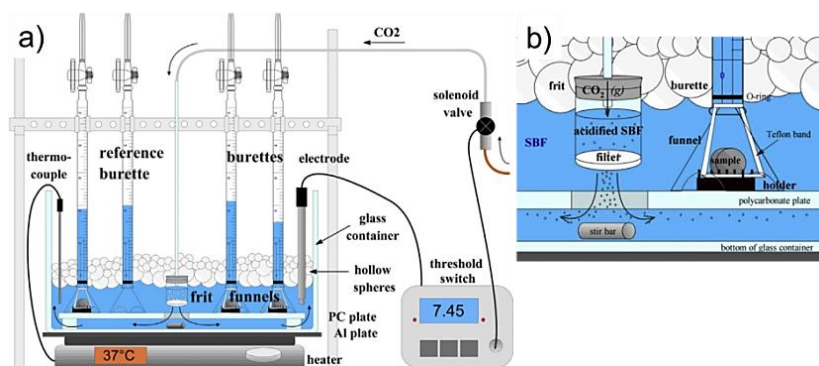 a)
CO2
solenoid
valve
thermo-
couple
reference
burette
burettes
electrode
glass
container
hollow
spheres
frit
funnels
threshold
switch
7.45
PC plate
Al plate
37°C
heater
b)
frit
CO2 (g)
burette
O-ring
acidified SBF
SBF
funnel
Teflon band
filter
sample
holder
polycarbonate plate
stir bar
bottom of glass container